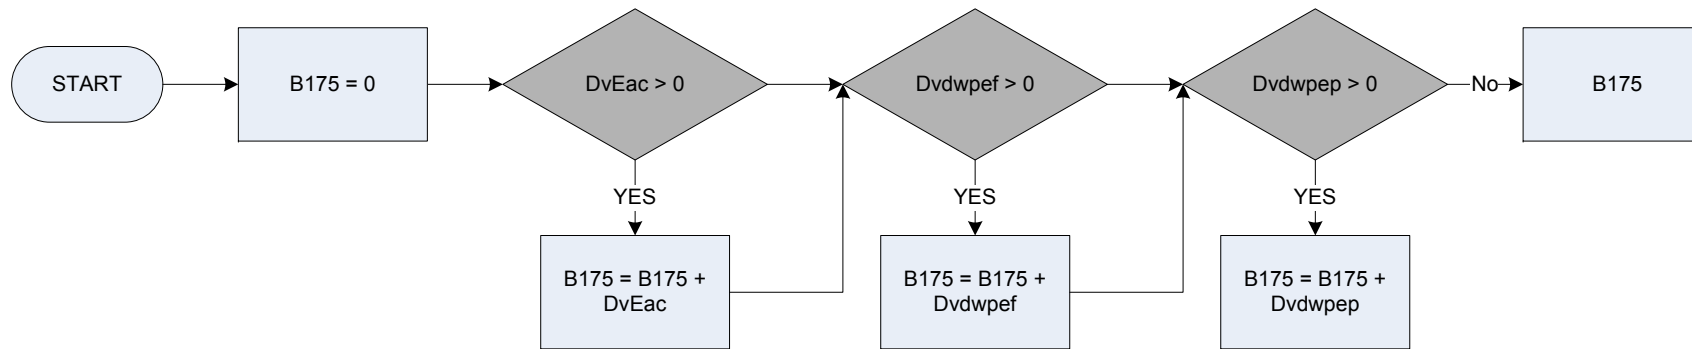 START
B175 = 0
DvEac > 0
Dvdwpef > 0
Dvdwpep > 0
No
B175
YES
YES
YES
B175 = B175 +
DvEac
B175 = B175 +
Dvdwpef
B175 = B175 +
Dvdwpep